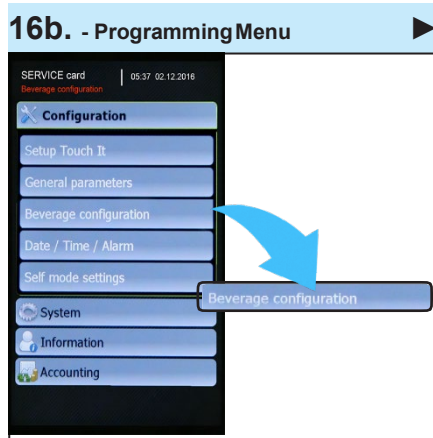 16b. - Programming Menu
SERVICE card
05:37 02.12.2016
Beverage configuration
Configuration
Setup Touch It
General parameters
Beverage configuration
Date / Time / Alarm
Self mode settings
Beverage configuration
System
Information
Accounting